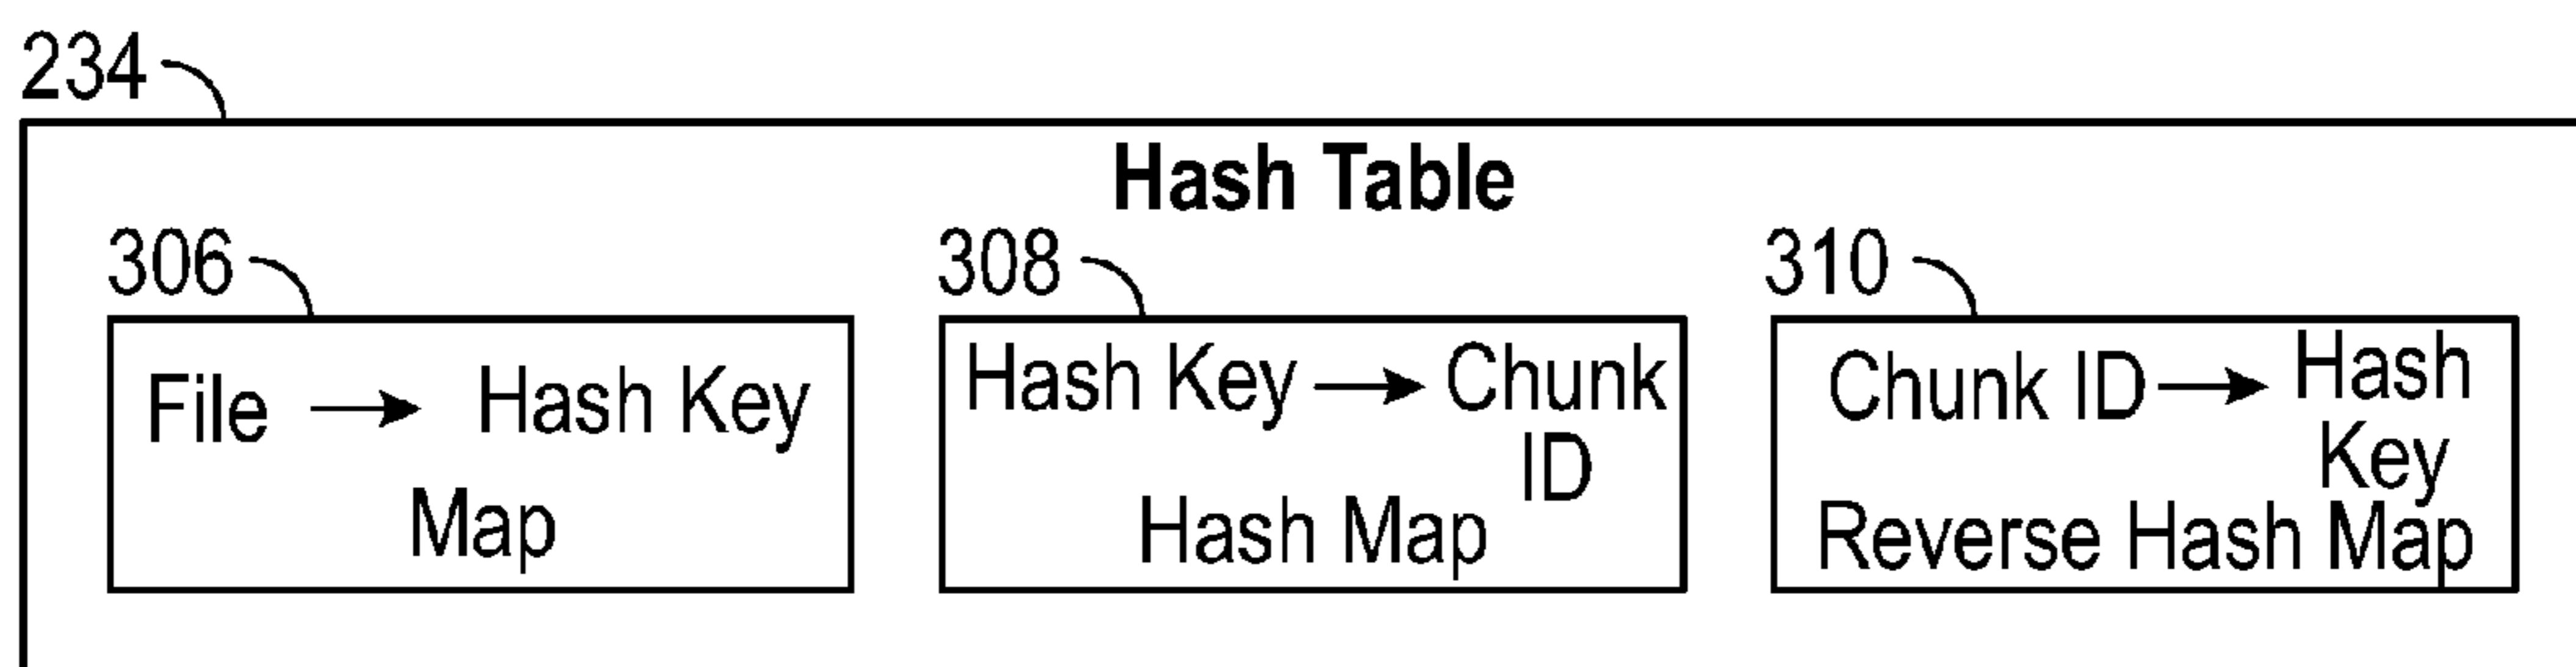 234
Hash Table
306
File → Hash Key
Map
308
Hash Key → Chunk
ID
Hash Map
310
Chunk ID → Hash
Key
Reverse Hash Map